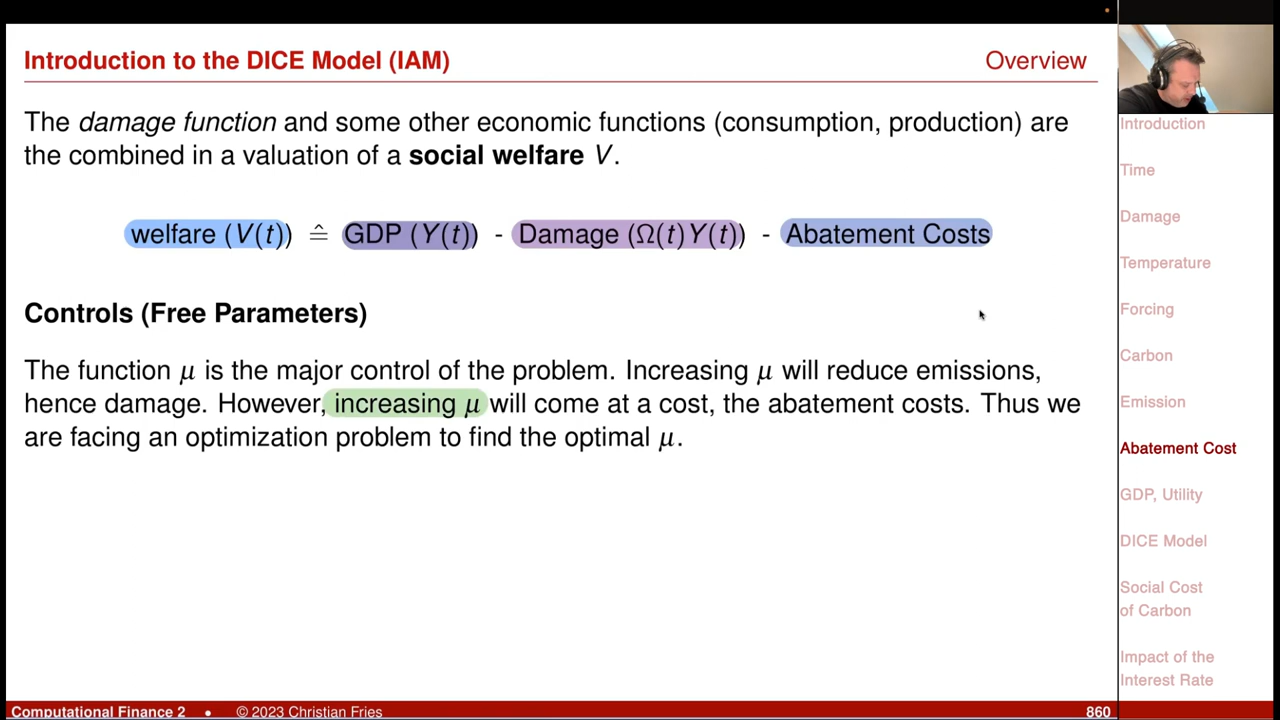 Introduction to the DICE Model (IAM)
Overview
The damage function and some other economic functions (consumption, production) are
the combined in a valuation of a social welfare V.
welfare (V(t)) ≙ GDP (Y(t)) - Damage (Ω(t)Y(t)) - Abatement Costs
Controls (Free Parameters)
The function μ is the major control of the problem. Increasing μ will reduce emissions,
hence damage. However, increasing μ will come at a cost, the abatement costs. Thus we
are facing an optimization problem to find the optimal μ.
Introduction
Time
Damage
Temperature
Forcing
Carbon
Emission
Abatement Cost
GDP, Utility
DICE Model
Social Cost
of Carbon
Impact of the
Interest Rate
Computational Finance 2 • © 2023 Christian Fries
860